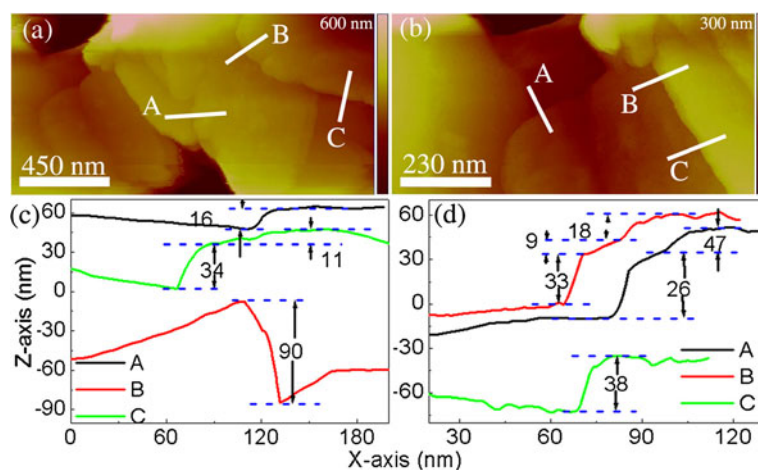 (a) B 600 nm
A
C
450 nm
(b) 300 nm
A
B
C
230 nm
(c)
60
30
0
-30
-60
-90
Z-axis (nm)
16
34
11
90
A
B
C
0 60 120 180
(d)
60
30
0
-30
-60
9
18
33
47
26
38
A
B
C
30 60 90 120
X-axis (nm)